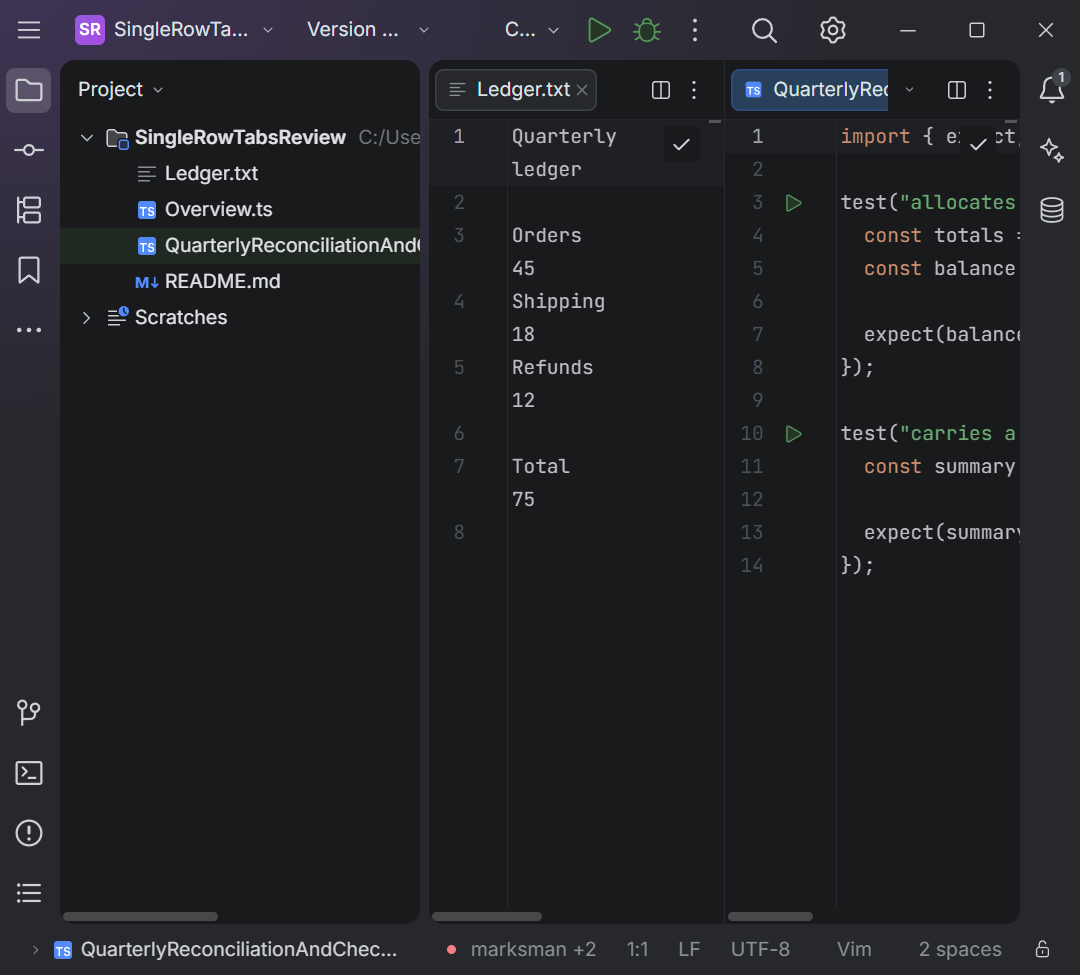 SR SingleRowTa... Version ... C...
Project
SingleRowTabsReview C:/Use
Ledger.txt
TS Overview.ts
TS QuarterlyReconciliationAnd
M↓ README.md
Scratches
Ledger.txt
1 Quarterly
ledger
2
3 Orders
45
4 Shipping
18
5 Refunds
12
6
7 Total
75
8
TS QuarterlyRec
1 import {
2
3 test("allocates
4 const totals =
5 const balance
6
7 expect(balance
8 });
9
10 test("carries a
11 const summary
12
13 expect(summary
14 });
1
TS QuarterlyReconciliationAndChec... marksman +2 1:1 LF UTF-8 Vim 2 spaces